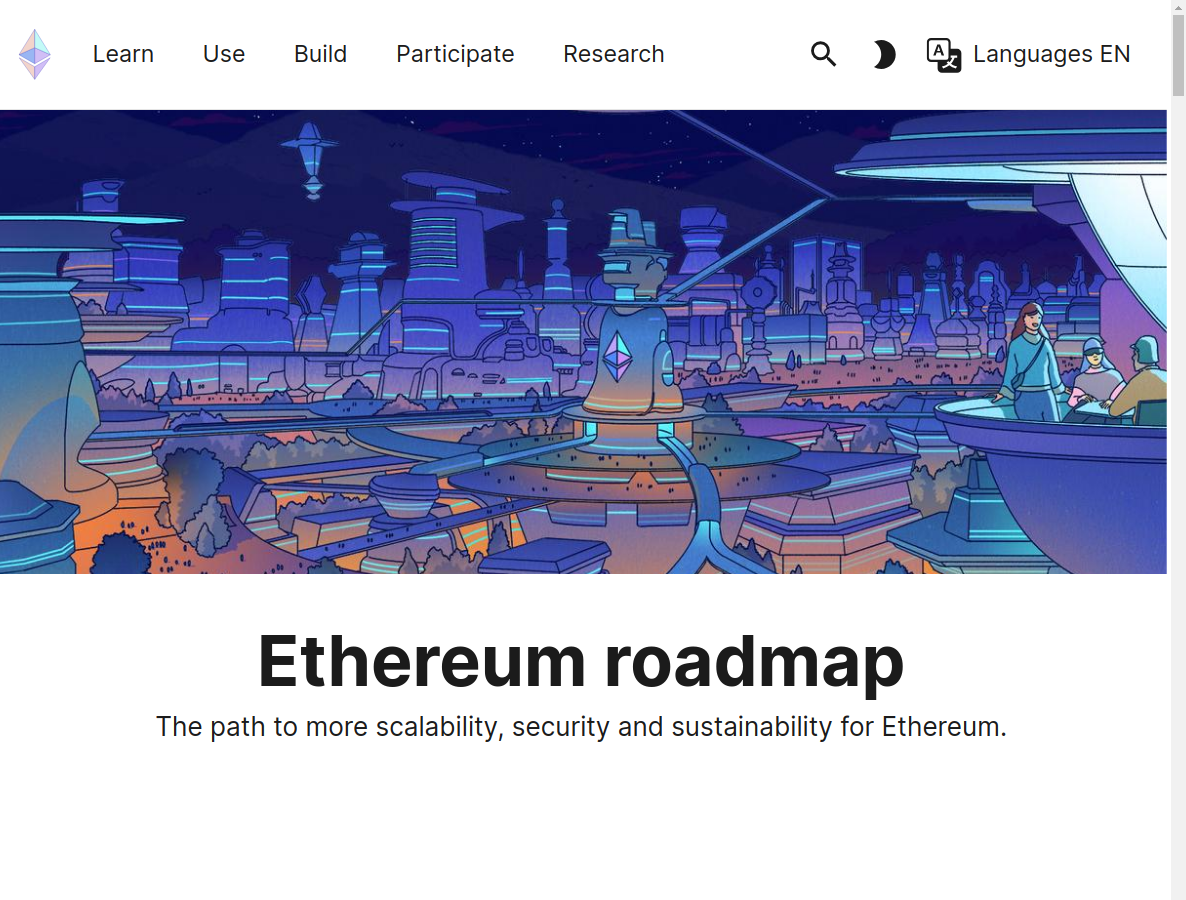 Learn Use Build Participate Research Languages EN
Ethereum roadmap
The path to more scalability, security and sustainability for Ethereum.